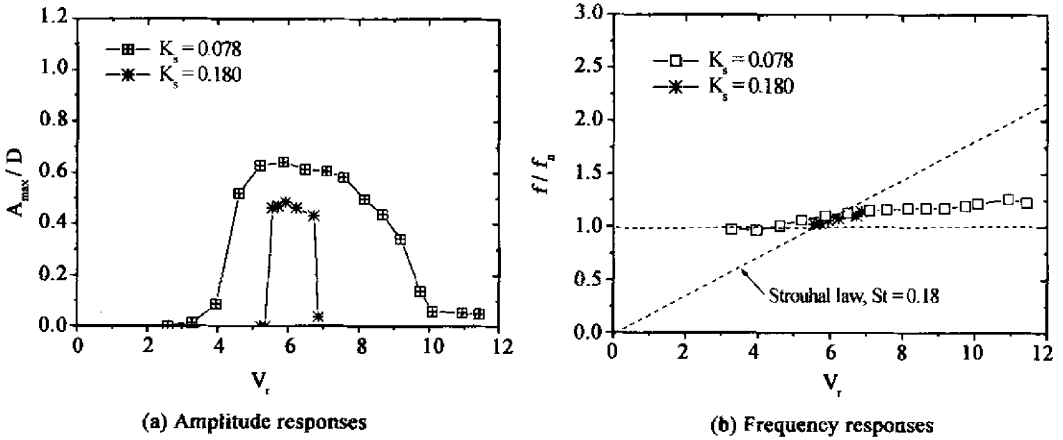 1.2
1.0
0.8
0.6
0.4
0.2
0.0
A_max / D
K_s = 0.078
K_s = 0.180
0 2 4 6 8 10 12
V_r
(a) Amplitude responses
3.0
2.5
2.0
1.5
1.0
0.5
0.0
f / f_n
K_s = 0.078
K_s = 0.180
Strouhal law, St = 0.18
0 2 4 6 8 10 12
V_r
(b) Frequency responses